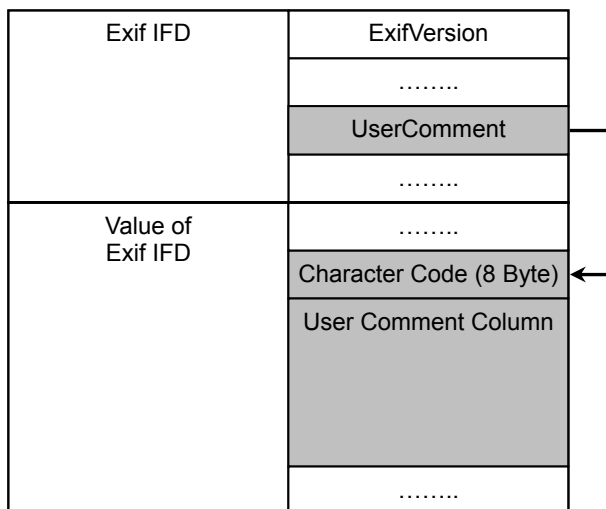 Exif IFD
ExifVersion
........
UserComment
........
Value of
Exif IFD
........
Character Code (8 Byte)
User Comment Column
........